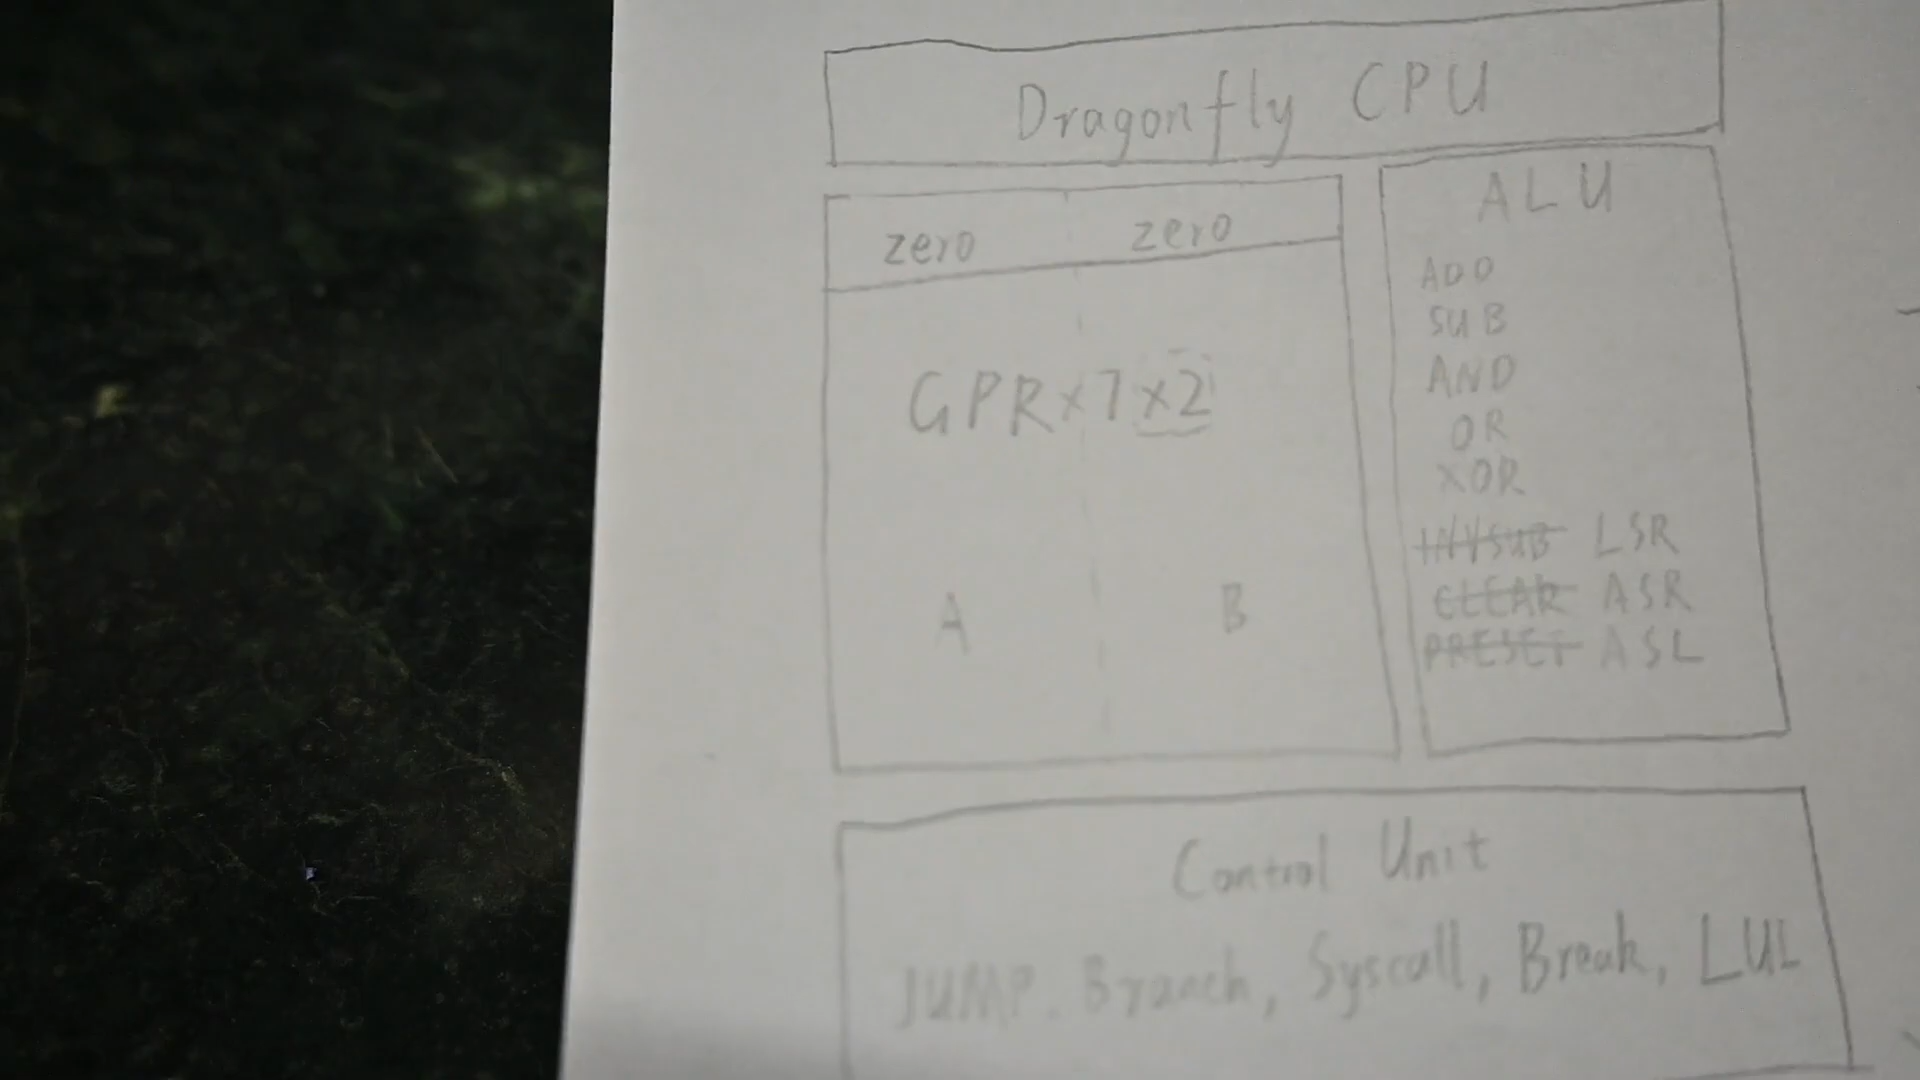 Dragonfly CPU
zero zero
GPR×7×2
A B
ALU
ADD
SUB
AND
OR
XOR
INVSUB LSR
CLEAR ASR
PRESET ASL
Control Unit
JUMP, Branch, Syscall, Break, LUI